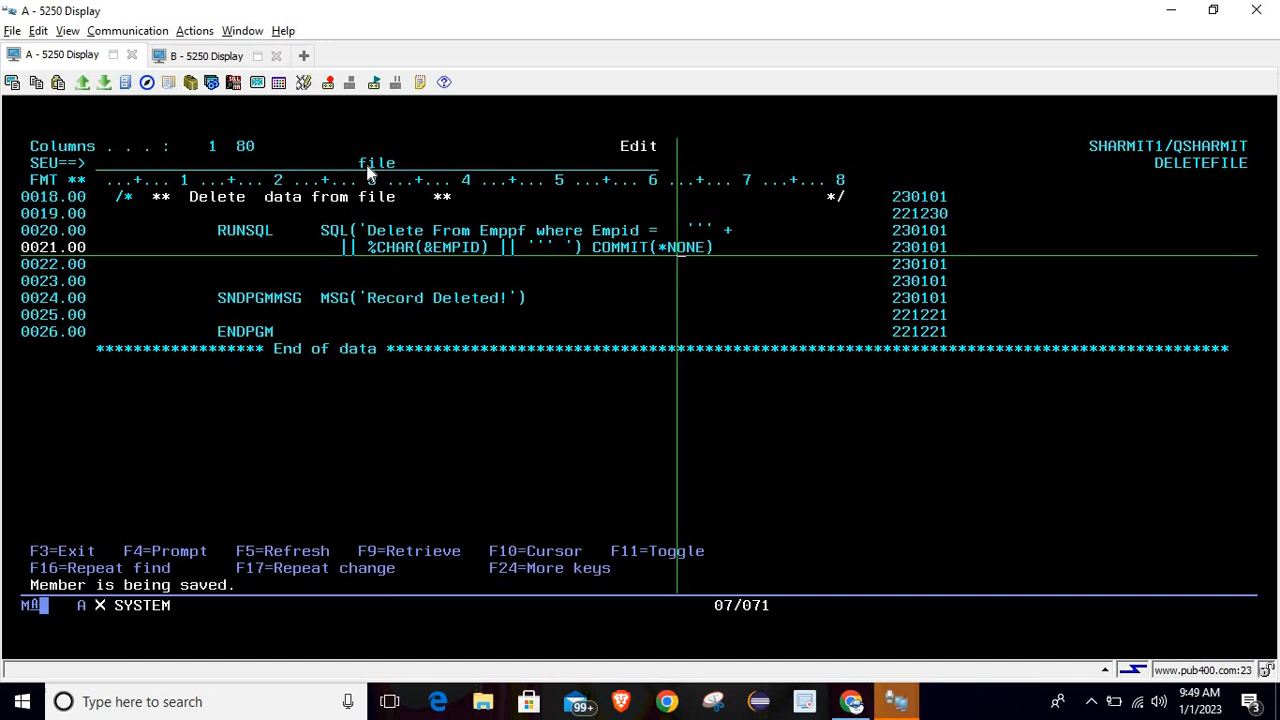 A - 5250 Display
File Edit View Communication Actions Window Help
A - 5250 Display B - 5250 Display
Columns . . . : 1 80 Edit SHARMIT1/QSHARMIT
SEU==> file DELETEFILE
FMT ** ...+... 1 ...+... 2 ...+... 3 ...+... 4 ...+... 5 ...+... 6 ...+... 7 ...+... 8
0018.00 /* ** Delete data from file ** */ 230101
0019.00 221230
0020.00 RUNSQL SQL('Delete From Emppf where Empid = ''' + 230101
0021.00 || %CHAR(&EMPID) || ''' ') COMMIT(*NONE) 230101
0022.00 230101
0023.00 230101
0024.00 SNDPGMMSG MSG('Record Deleted!') 230101
0025.00 221221
0026.00 ENDPGM 221221
****************** End of data ******************************************************************************************
F3=Exit F4=Prompt F5=Refresh F9=Retrieve F10=Cursor F11=Toggle
F16=Repeat find F17=Repeat change F24=More keys
Member is being saved.
MA A X SYSTEM 07/071
www.pub400.com:23
Type here to search
99+
9:49 AM
1/1/2023
3